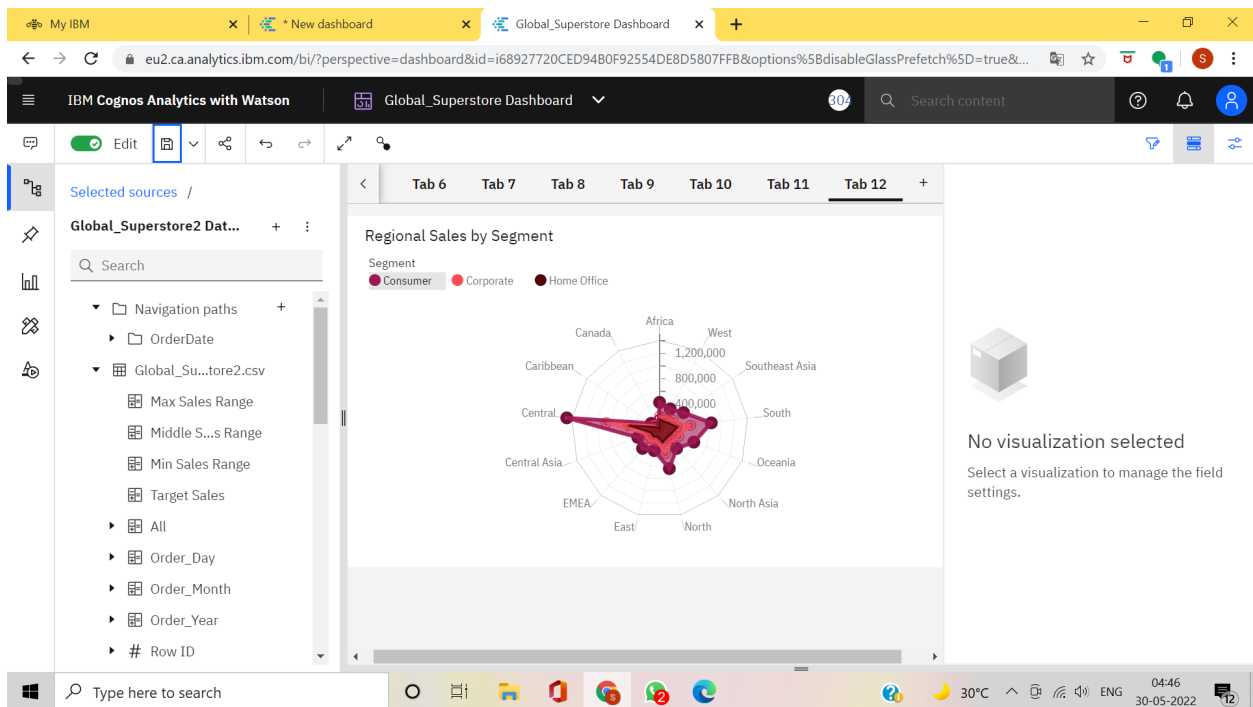 My IBM
* New dashboard
Global_Superstore Dashboard
eu2.ca.analytics.ibm.com/bi/?perspective=dashboard&id=i68927720CED94B0F92554DE8D5807FFB&options%5BdisableGlassPrefetch%5D=true&...
S
1
IBM Cognos Analytics with Watson
Global_Superstore Dashboard
304
Search content
Edit
Selected sources /
Global_Superstore2 Dat...
Search
Navigation paths
OrderDate
Global_Su...tore2.csv
Max Sales Range
Middle S...s Range
Min Sales Range
Target Sales
All
Order_Day
Order_Month
Order_Year
# Row ID
Tab 6
Tab 7
Tab 8
Tab 9
Tab 10
Tab 11
Tab 12
Regional Sales by Segment
Segment
Consumer
Corporate
Home Office
Africa
West
Southeast Asia
South
Oceania
North Asia
North
East
EMEA
Central Asia
Central
Caribbean
Canada
1,200,000
800,000
400,000
No visualization selected
Select a visualization to manage the field
settings.
Type here to search
S
2
30°C
ENG
04:46
30-05-2022
12